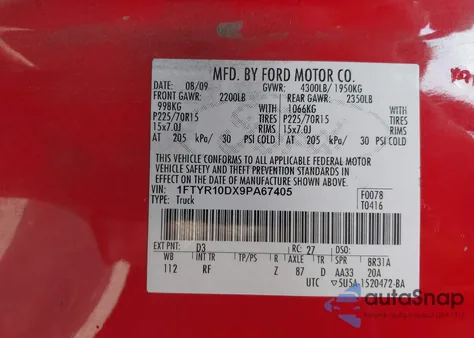 MFD. BY FORD MOTOR CO.
DATE: 08/09 GVWR: 4300LB/ 1950KG
FRONT GAWR: 2200LB REAR GAWR: 2350LB
998KG WITH 1066KG WITH
P225/70R15 TIRES P225/70R15 TIRES
15x7.0J RIMS 15x7.0J RIMS
AT 205 kPa/ 30 PSI COLD AT 205 kPa/ 30 PSI COLD
THIS VEHICLE CONFORMS TO ALL APPLICABLE FEDERAL MOTOR
VEHICLE SAFETY AND THEFT PREVENTION STANDARDS IN
EFFECT ON THE DATE OF MANUFACTURE SHOWN ABOVE.
VIN: 1FTYR10DX9PA67405 F0078
TYPE: Truck T0416
EXT PNT: D3 RC: 27 DSO:
WB INT TR TP/PS R AXLE TR SPR BR31A
112 RF Z 87 D AA33 20A
UTC 5U5A-1520472-BA
autoSnap